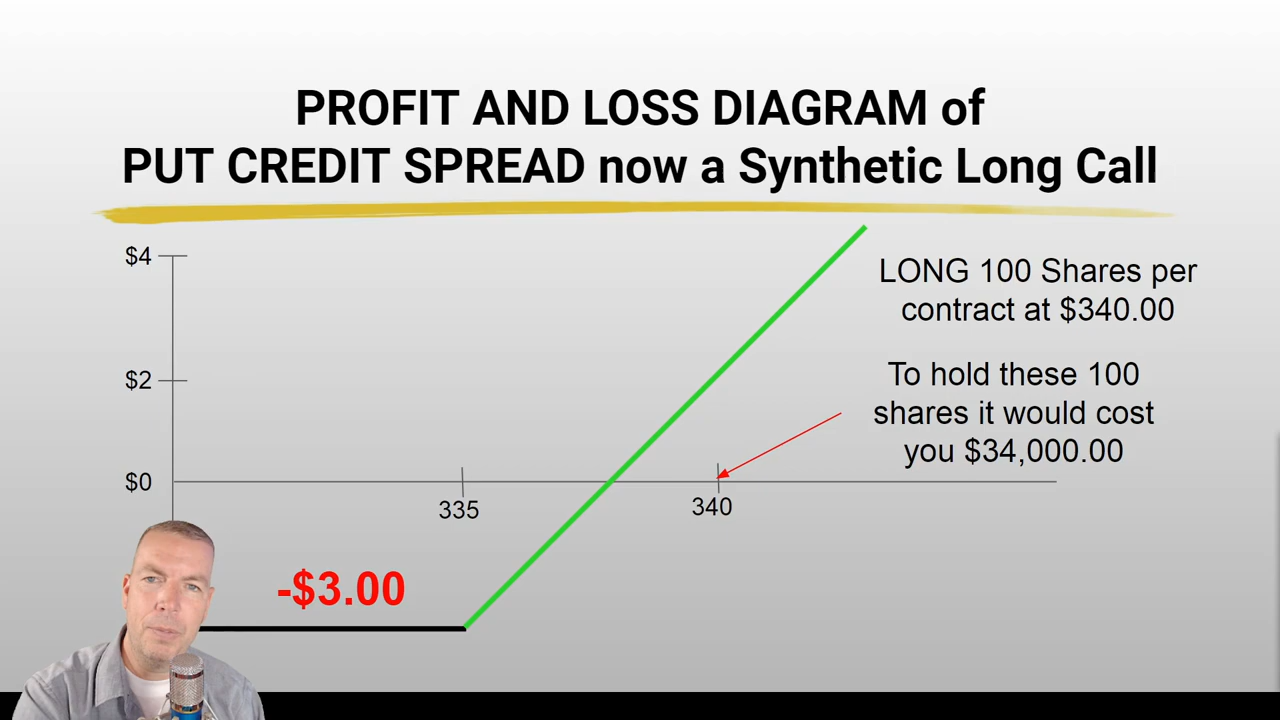 PROFIT AND LOSS DIAGRAM of
PUT CREDIT SPREAD now a Synthetic Long Call
$4
LONG 100 Shares per
contract at $340.00
$2
To hold these 100
shares it would cost
you $34,000.00
$0
335
340
-$3.00